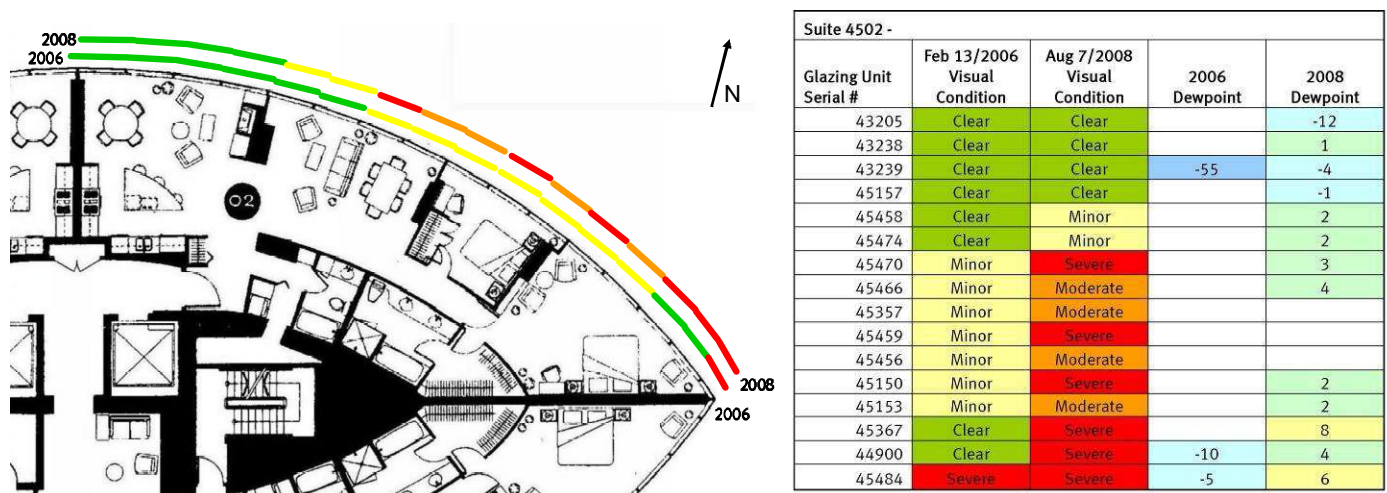 2008
2006
N
02
2008
2006
Suite 4502 -
Glazing Unit Serial # Feb 13/2006 Visual Condition Aug 7/2008 Visual Condition 2006 Dewpoint 2008 Dewpoint
43205 Clear Clear -12
43238 Clear Clear 1
43239 Clear Clear -55 -4
45157 Clear Clear -1
45458 Clear Minor 2
45474 Clear Minor 2
45470 Minor Severe 3
45466 Minor Moderate 4
45357 Minor Moderate
45459 Minor Severe
45456 Minor Moderate
45150 Minor Severe 2
45153 Minor Moderate 2
45367 Clear Severe 8
44900 Clear Severe -10 4
45484 Severe Severe -5 6